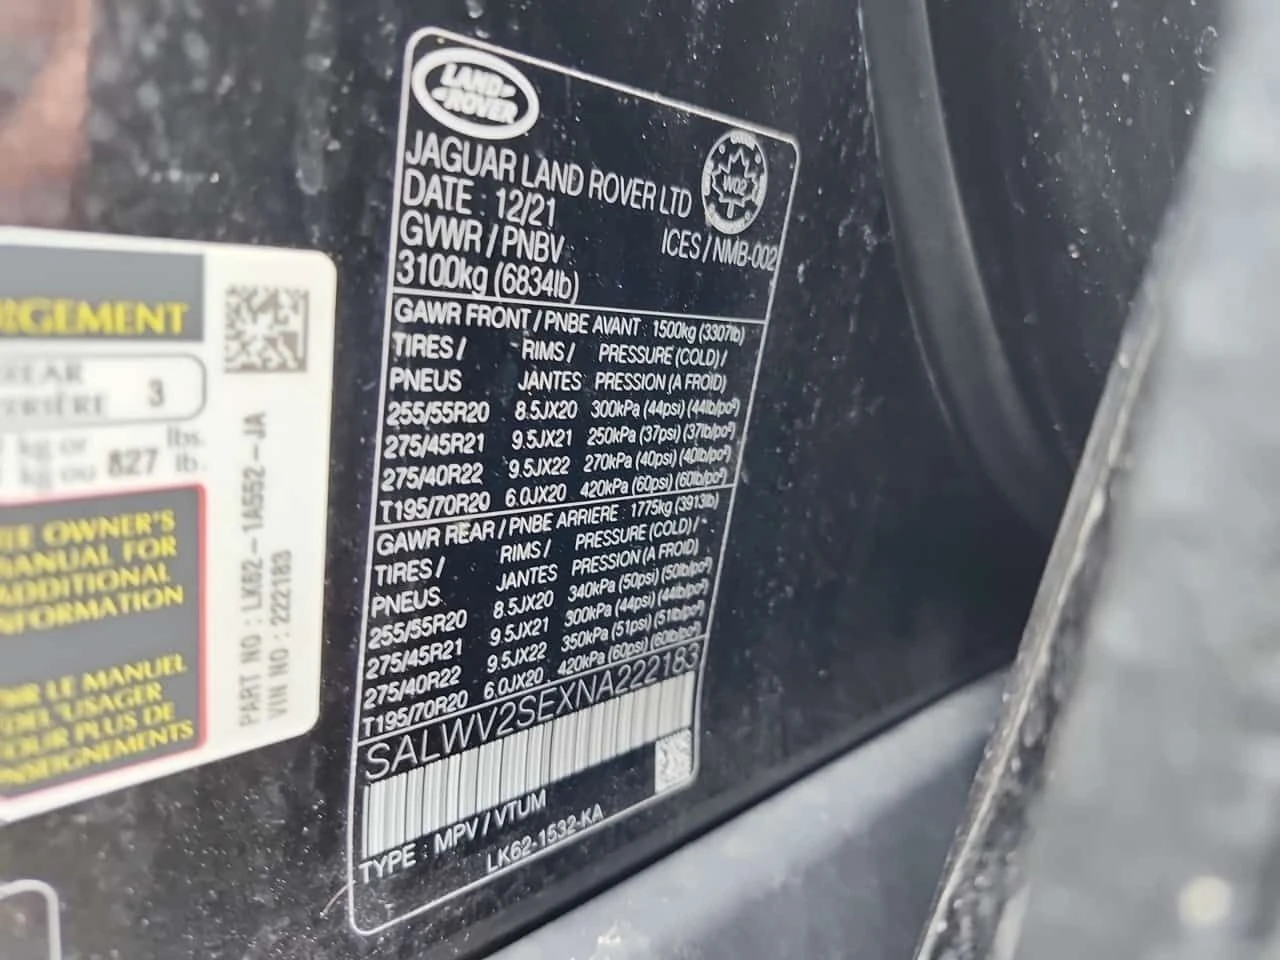 RGEMENT
REAR
3
kg or
lbs.
kg ou 827 lb.
OWNER'S
MANUAL FOR
ADDITIONAL
INFORMATION
LE MANUEL
DE L'USAGER
POUR PLUS DE
NSEIGNEMENTS
PART NO : LK62-1A552-JA
VIN NO : 222183
LAND
ROVER
JAGUAR LAND ROVER LTD
W02
DATE : 12/21
ICES / NMB-002
GVWR / PNBV
3100kg (6834lb)
GAWR FRONT / PNBE AVANT : 1500kg (3307lb)
TIRES / RIMS / PRESSURE (COLD) /
PNEUS JANTES PRESSION (A FROID)
255/55R20 8.5JX20 300kPa (44psi) (44lb/po²)
275/45R21 9.5JX21 250kPa (37psi) (37lb/po²)
275/40R22 9.5JX22 270kPa (40psi) (40lb/po²)
T195/70R20 6.0JX20 420kPa (60psi) (60lb/po²)
GAWR REAR / PNBE ARRIERE : 1775kg (3913lb)
TIRES / RIMS / PRESSURE (COLD) /
PNEUS JANTES PRESSION (A FROID)
255/55R20 8.5JX20 340kPa (50psi) (50lb/po²)
275/45R21 9.5JX21 300kPa (44psi) (44lb/po²)
275/40R22 9.5JX22 350kPa (51psi) (51lb/po²)
T195/70R20 6.0JX20 420kPa (60psi) (60lb/po²)
SALWV2SEXNA222183
TYPE : MPV / VTUM
LK62-1532-KA